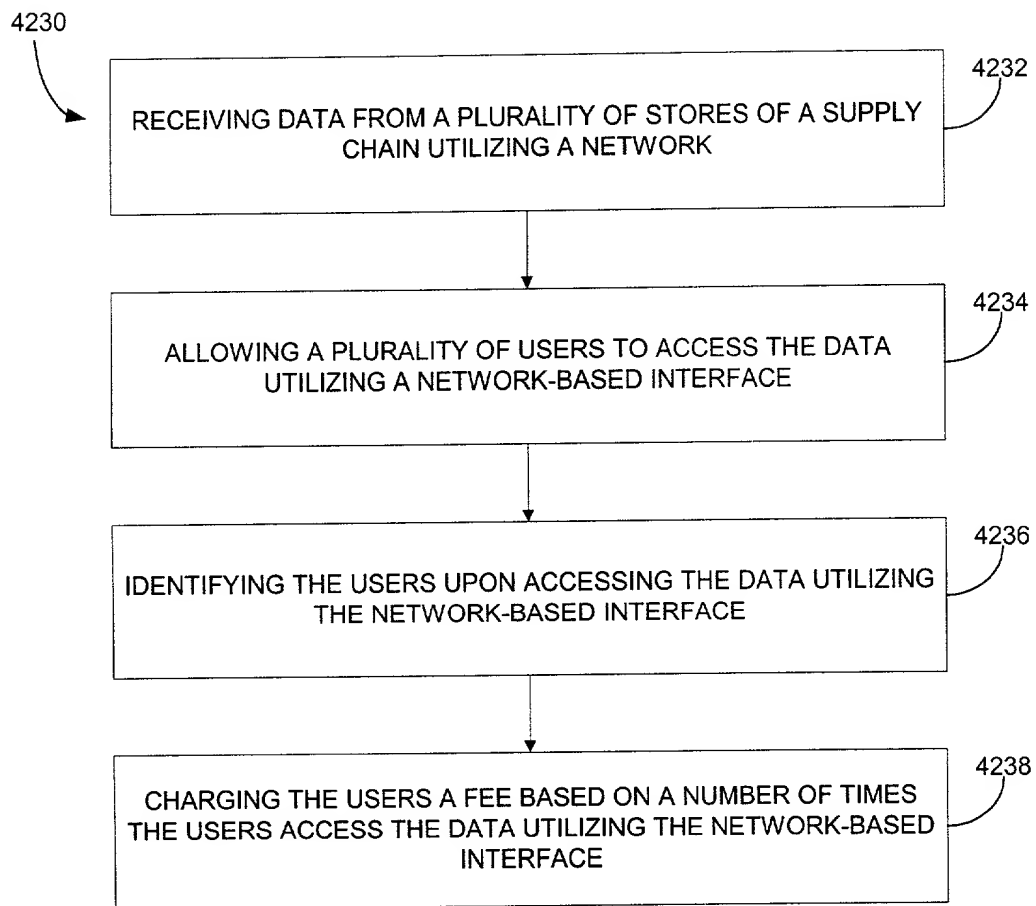 4230
4232
RECEIVING DATA FROM A PLURALITY OF STORES OF A SUPPLY
CHAIN UTILIZING A NETWORK
4234
ALLOWING A PLURALITY OF USERS TO ACCESS THE DATA
UTILIZING A NETWORK-BASED INTERFACE
4236
IDENTIFYING THE USERS UPON ACCESSING THE DATA UTILIZING
THE NETWORK-BASED INTERFACE
4238
CHARGING THE USERS A FEE BASED ON A NUMBER OF TIMES
THE USERS ACCESS THE DATA UTILIZING THE NETWORK-BASED
INTERFACE